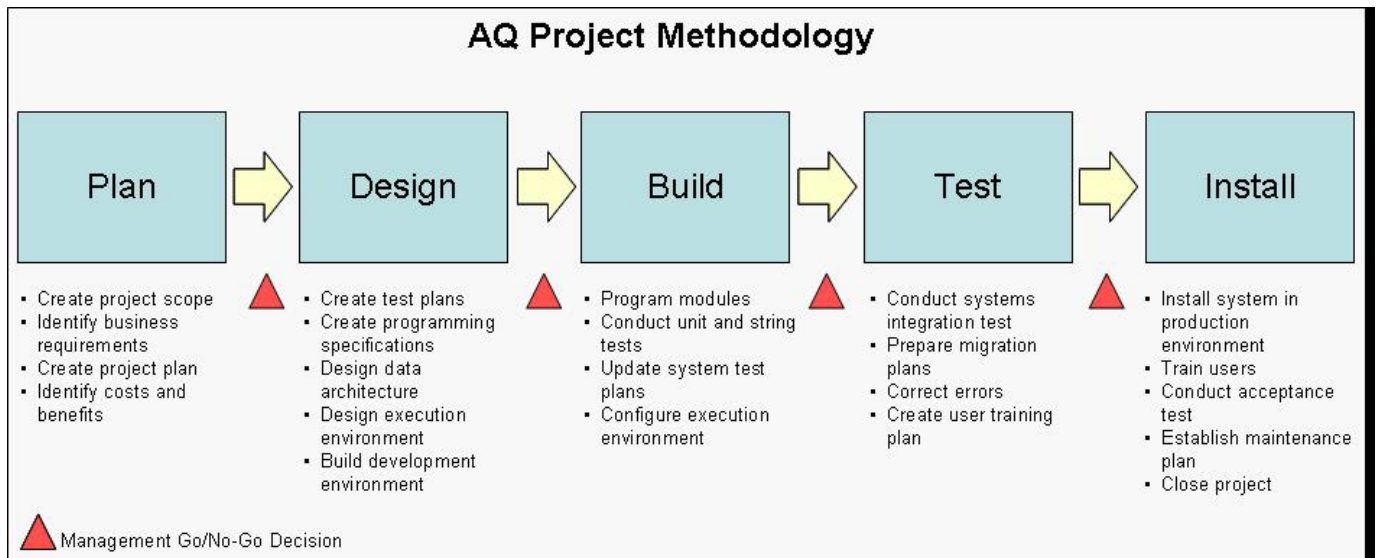 AQ Project Methodology
Plan
Design
Build
Test
Install
▪ Create project scope
▪ Identify business
requirements
▪ Create project plan
▪ Identify costs and
benefits
▪ Create test plans
▪ Create programming
specifications
▪ Design data
architecture
▪ Design execution
environment
▪ Build development
environment
▪ Program modules
▪ Conduct unit and string
tests
▪ Update system test
plans
▪ Configure execution
environment
▪ Conduct systems
integration test
▪ Prepare migration
plans
▪ Correct errors
▪ Create user training
plan
▪ Install system in
production
environment
▪ Train users
▪ Conduct acceptance
test
▪ Establish maintenance
plan
▪ Close project
Management Go/No-Go Decision